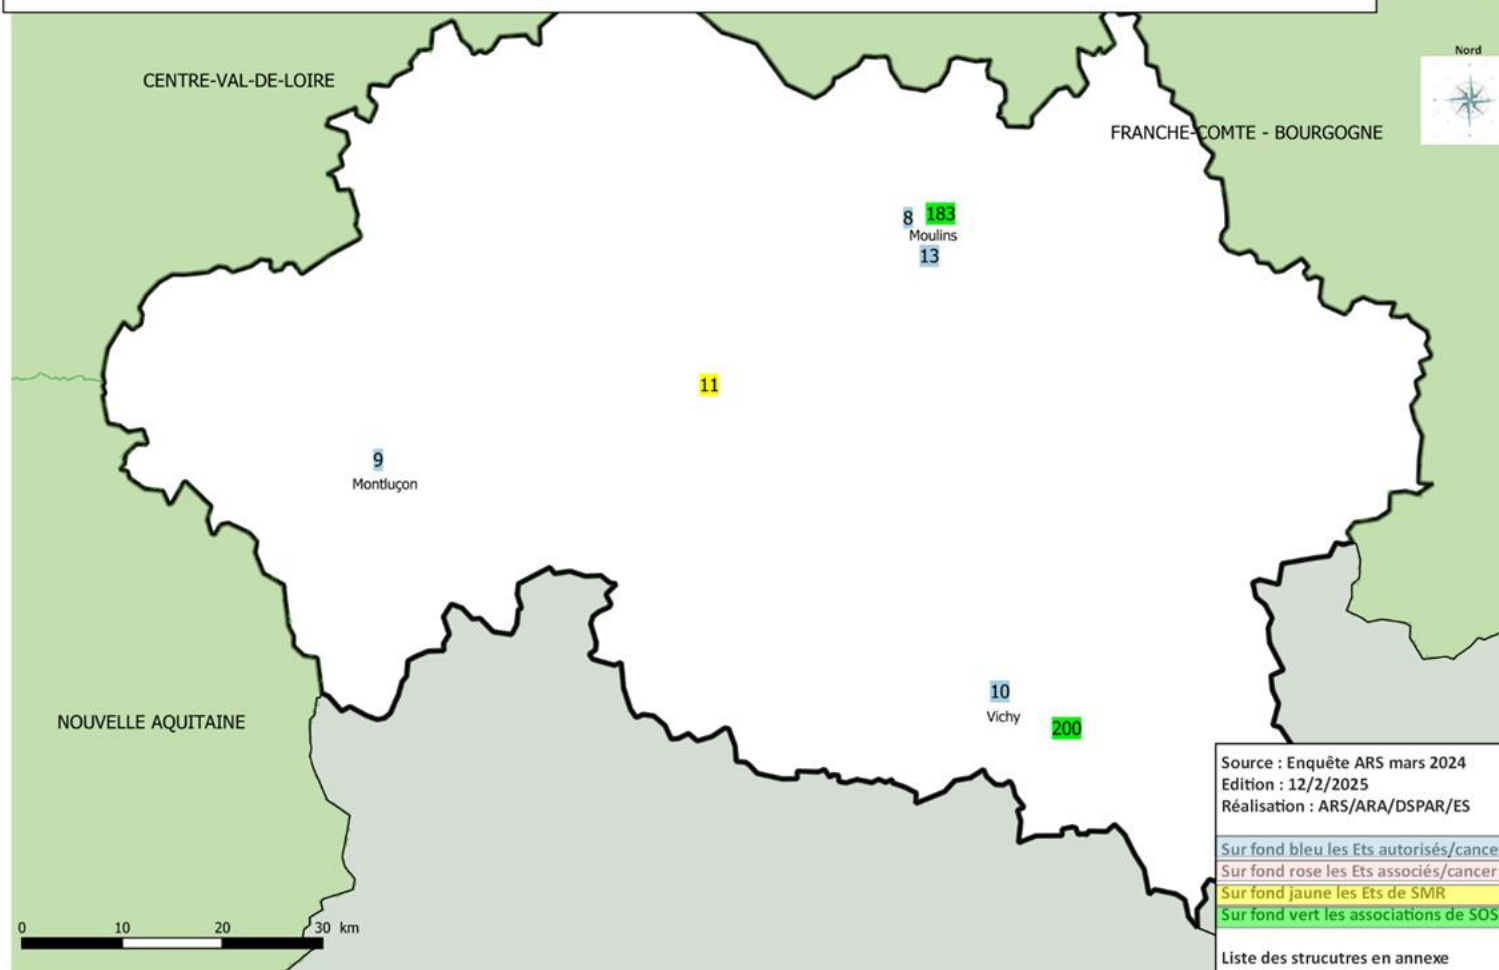 Nord
CENTRE-VAL-DE-LOIRE
FRANCHE-COMTE - BOURGOGNE
8 183
Moulins
13
11
9
Montluçon
10
Vichy
NOUVELLE AQUITAINE
200
Source : Enquête ARS mars 2024
Edition : 12/2/2025
Réalisation : ARS/ARA/DSPAR/ES
Sur fond bleu les Ets autorisés/cance
Sur fond rose les Ets associés/cancer
Sur fond jaune les Ets de SMR
Sur fond vert les associations de SOS
Liste des strucutres en annexe
0 10 20 30 km